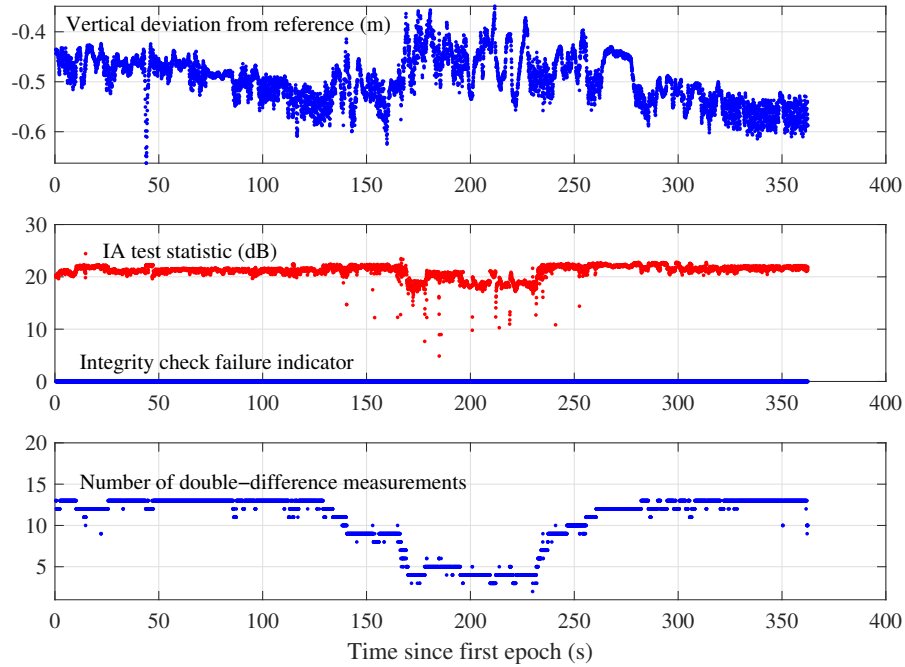 Vertical deviation from reference (m)
-0.4
-0.5
-0.6
0 50 100 150 200 250 300 350 400
IA test statistic (dB)
30
20
10
0
Integrity check failure indicator
0 50 100 150 200 250 300 350 400
Number of double−difference measurements
20
15
10
5
0 50 100 150 200 250 300 350 400
Time since first epoch (s)